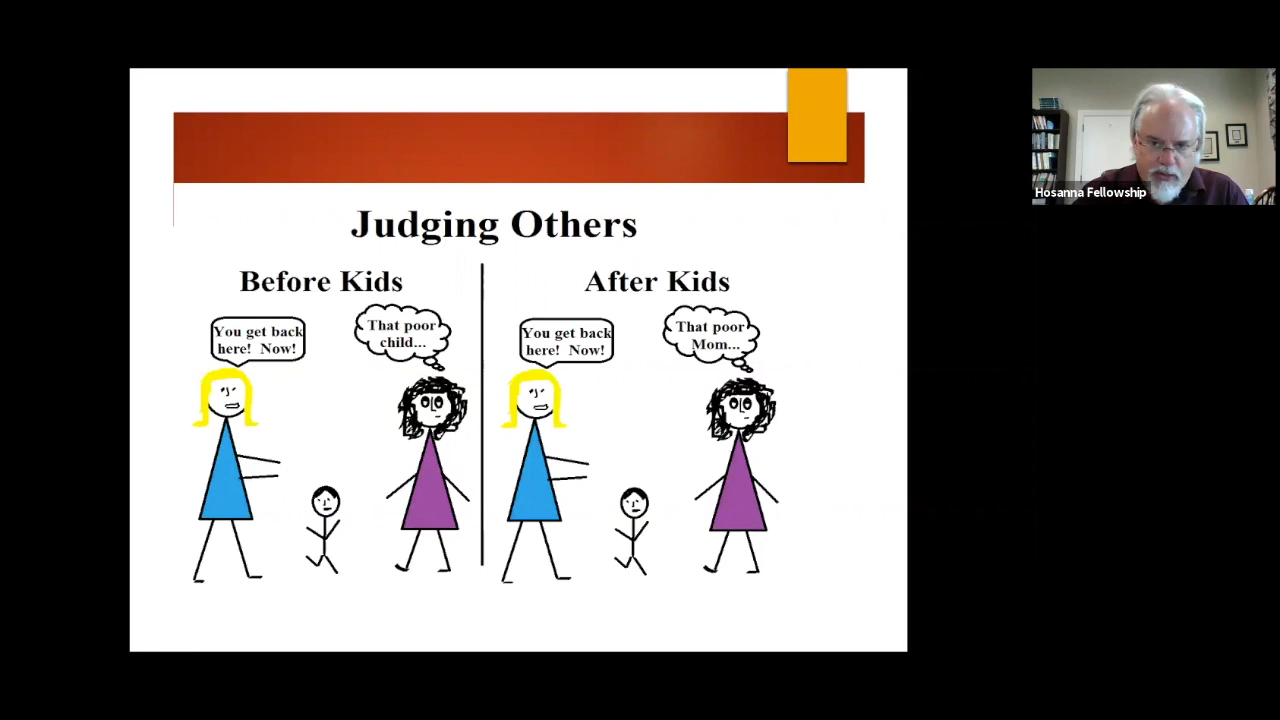 Judging Others
Before Kids
After Kids
You get back
here! Now!
That poor
child...
You get back
here! Now!
That poor
Mom...
Hosanna Fellowship